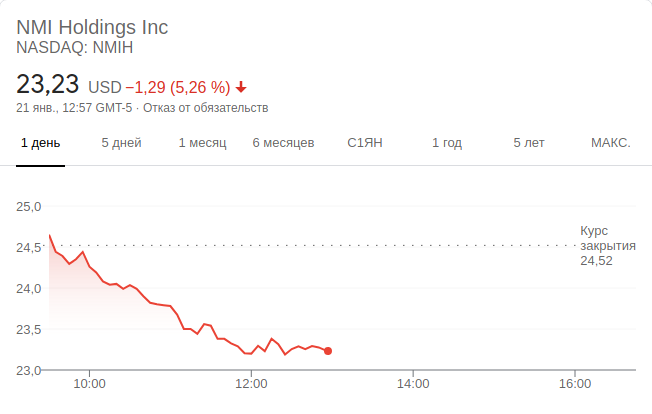 NMI Holdings Inc
NASDAQ: NMIH
23,23 USD −1,29 (5,26 %)
21 янв., 12:57 GMT-5 · Отказ от обязательств
1 день 5 дней 1 месяц 6 месяцев С1ЯН 1 год 5 лет МАКС.
25,0
Курс
24,5 закрытия
24,52
24,0
23,5
23,0
10:00 12:00 14:00 16:00